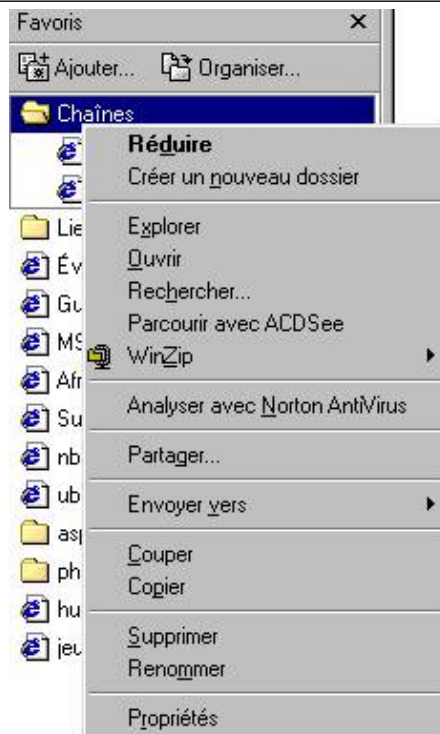 Favoris
Ajouter... Organiser...
Chaînes
Réduire
Créer un nouveau dossier
Explorer
Ouvrir
Rechercher...
Parcourir avec ACDSee
WinZip
Analyser avec Norton AntiVirus
Partager...
Envoyer vers
Couper
Copier
Supprimer
Renommer
Propriétés